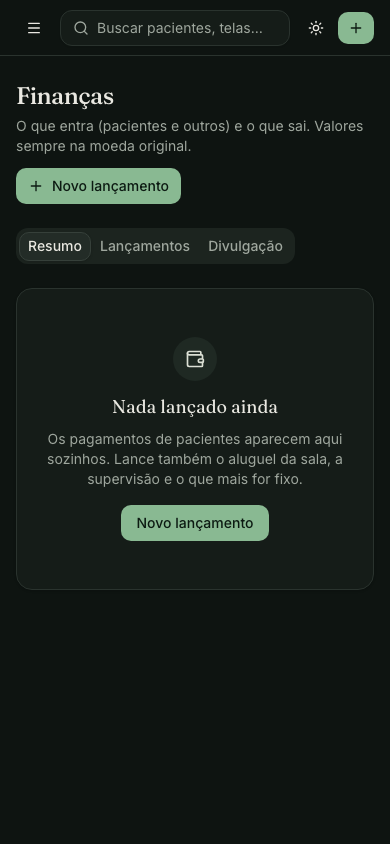 Buscar pacientes, telas...
Finanças
O que entra (pacientes e outros) e o que sai. Valores
sempre na moeda original.
Novo lançamento
Resumo
Lançamentos
Divulgação
Nada lançado ainda
Os pagamentos de pacientes aparecem aqui
sozinhos. Lance também o aluguel da sala, a
supervisão e o que mais for fixo.
Novo lançamento